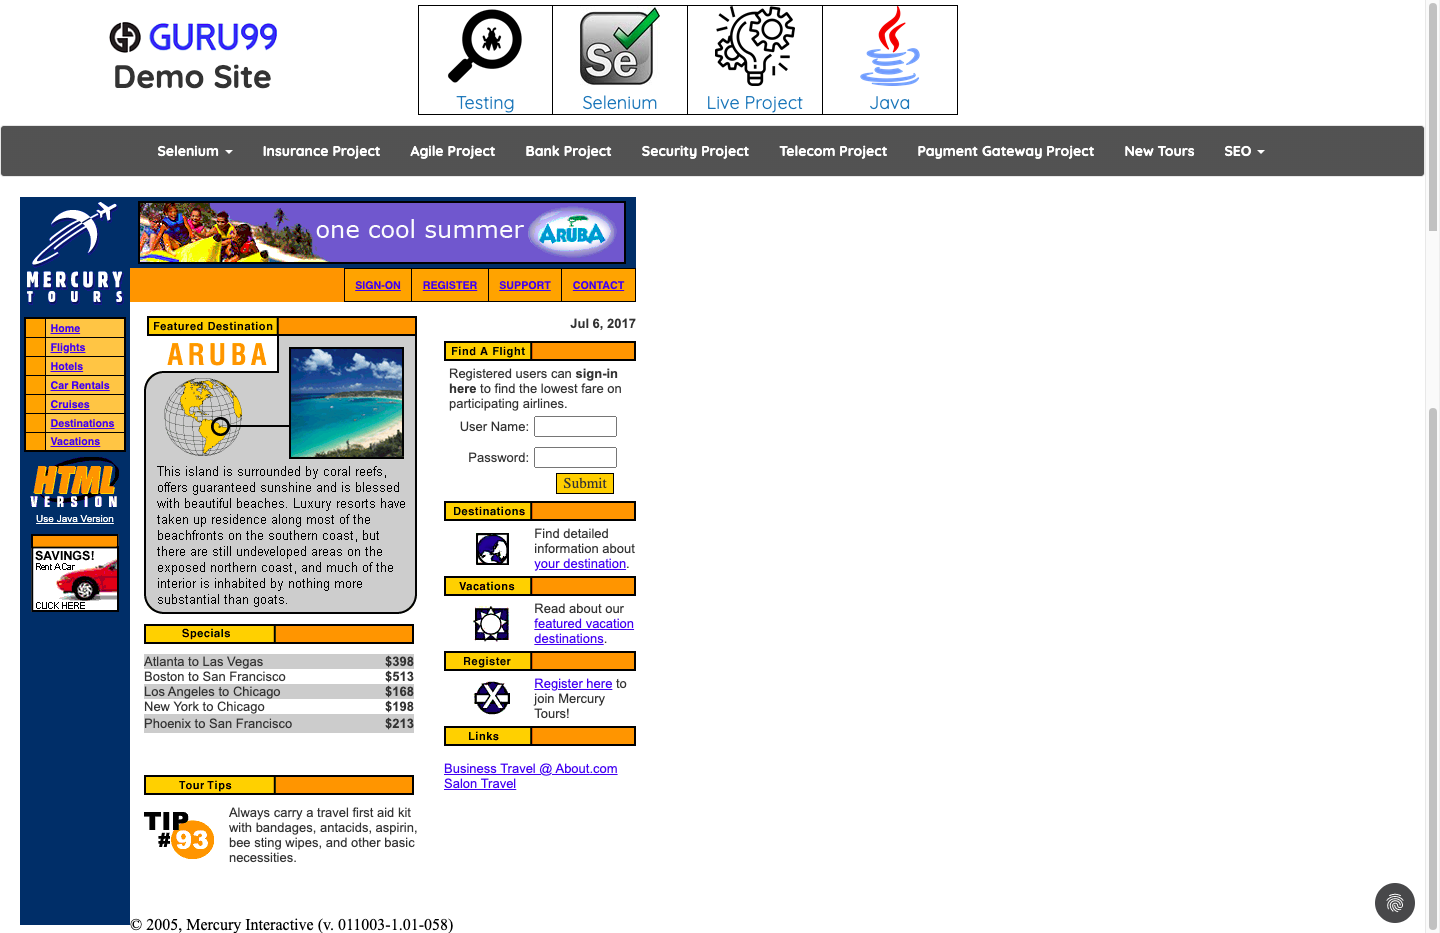 GURU99
Demo Site
Testing
Selenium
Live Project
Java
Selenium
Insurance Project
Agile Project
Bank Project
Security Project
Telecom Project
Payment Gateway Project
New Tours
SEO
MERCURY
TOURS
one cool summer
ARUBA
SIGN-ON
REGISTER
SUPPORT
CONTACT
Home
Flights
Hotels
Car Rentals
Cruises
Destinations
Vacations
HTML
VERSION
Use Java Version
SAVINGS!
Rent A Car
CLICK HERE
Featured Destination
ARUBA
This island is surrounded by coral reefs,
offers guaranteed sunshine and is blessed
with beautiful beaches. Luxury resorts have
taken up residence along most of the
beachfronts on the southern coast, but
there are still undeveloped areas on the
exposed northern coast, and much of the
interior is inhabited by nothing more
substantial than goats.
Specials
Atlanta to Las Vegas $398
Boston to San Francisco $513
Los Angeles to Chicago $168
New York to Chicago $198
Phoenix to San Francisco $213
Tour Tips
TIP
#93
Always carry a travel first aid kit
with bandages, antacids, aspirin,
bee sting wipes, and other basic
necessities.
Jul 6, 2017
Find A Flight
Registered users can sign-in
here to find the lowest fare on
participating airlines.
User Name:
Password:
Submit
Destinations
Find detailed
information about
your destination.
Vacations
Read about our
featured vacation
destinations.
Register
Register here to
join Mercury
Tours!
Links
Business Travel @ About.com
Salon Travel
© 2005, Mercury Interactive (v. 011003-1.01-058)